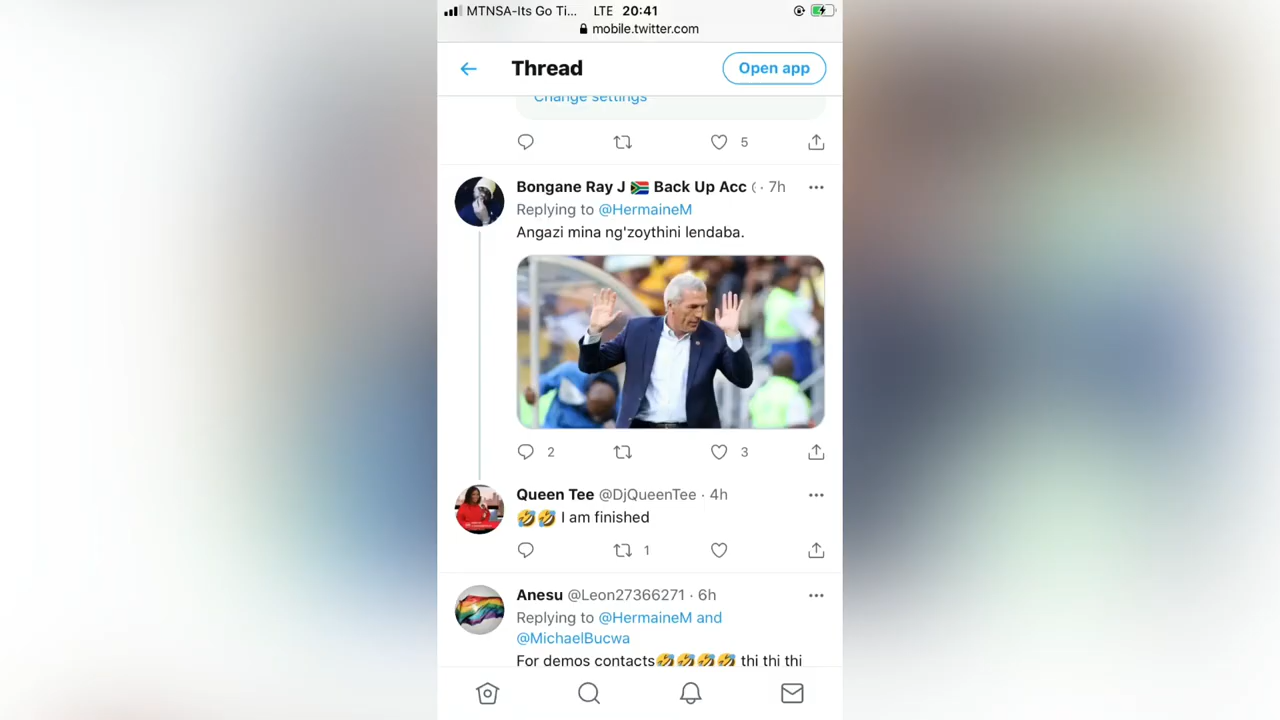 MTNSA-Its Go Ti... LTE 20:41
mobile.twitter.com
Thread
Open app
Change settings
5
Bongane Ray J 🇿🇦 Back Up Acc ( · 7h
Replying to @HermaineM
Angazi mina ng'zoythini lendaba.
2 3
Queen Tee @DjQueenTee · 4h
🤣🤣 I am finished
1
Anesu @Leon27366271 · 6h
Replying to @HermaineM and
@MichaelBucwa
For demos contacts🤣🤣🤣🤣 thi thi thi